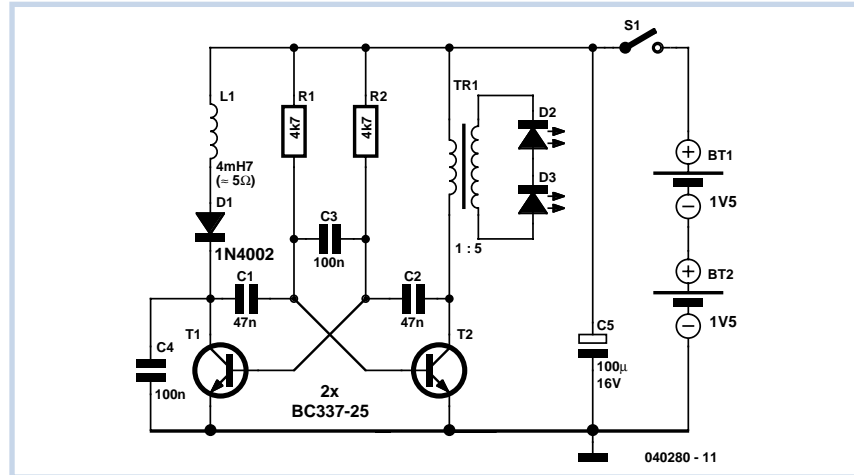 S1
TR1
L1
R1
R2
D2
4k7
4k7
BT1
4mH7
(= 5Ω)
D3
1V5
D1
C3
1 : 5
1N4002
100n
BT2
C1
C2
47n
47n
1V5
T1
T2
C5
C4
100µ
16V
100n
2x
BC337-25
040280 - 11